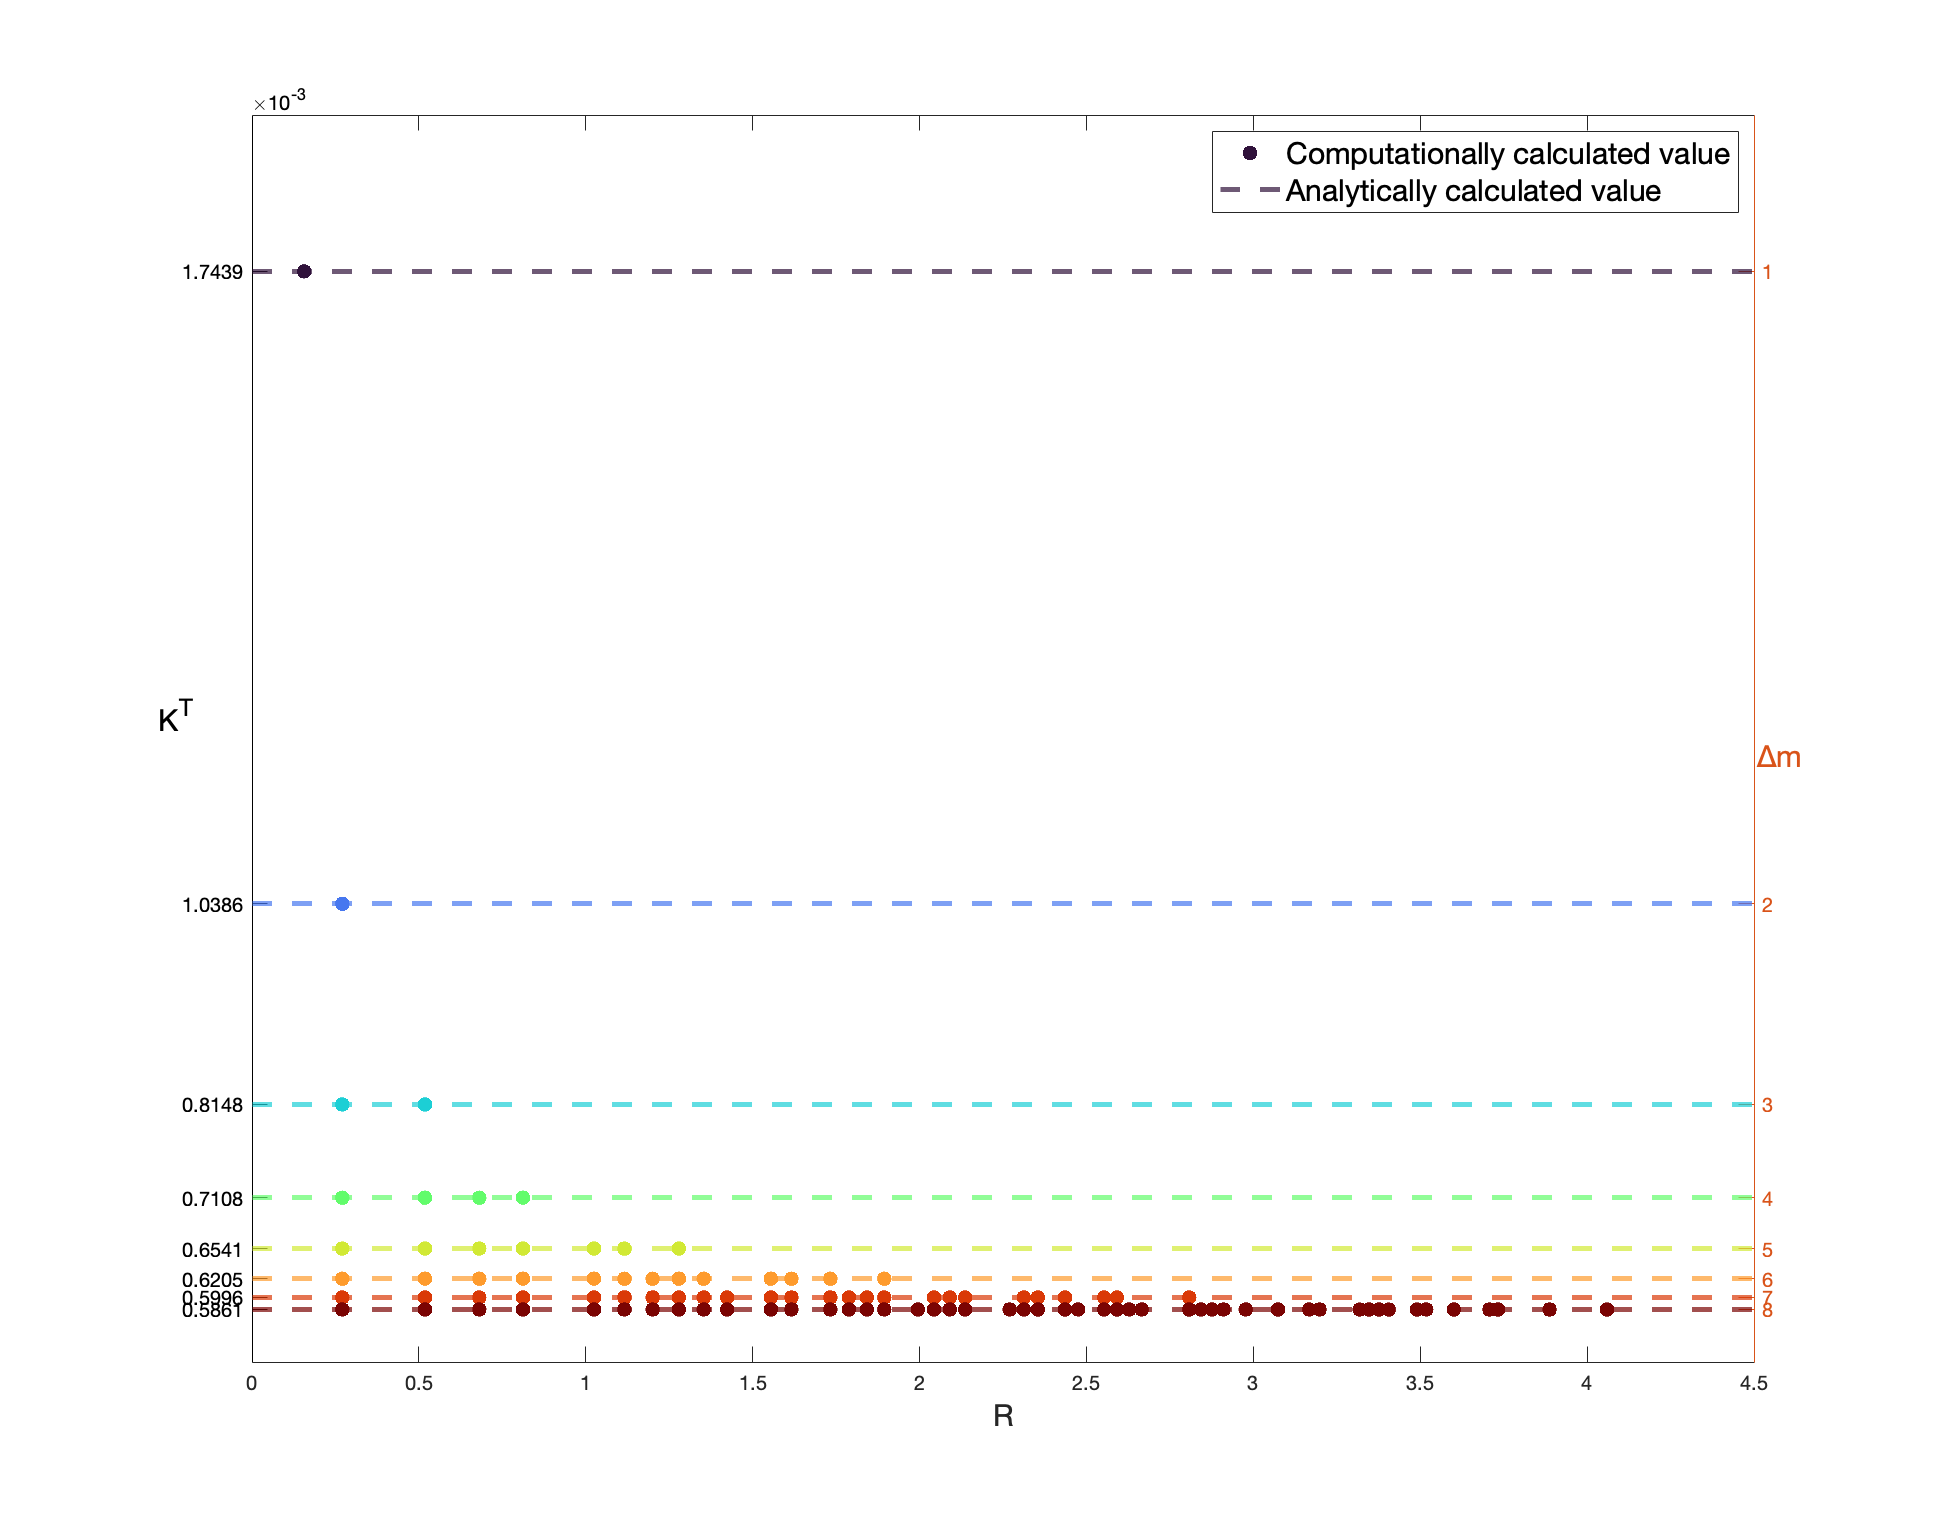 ×10-3
Computationally calculated value
Analytically calculated value
1.7439
1
KT
Δm
1.0386
2
0.8148
3
0.7108
4
0.6541
5
0.6205
6
0.5996
7
0.5861
8
0 0.5 1 1.5 2 2.5 3 3.5 4 4.5
R